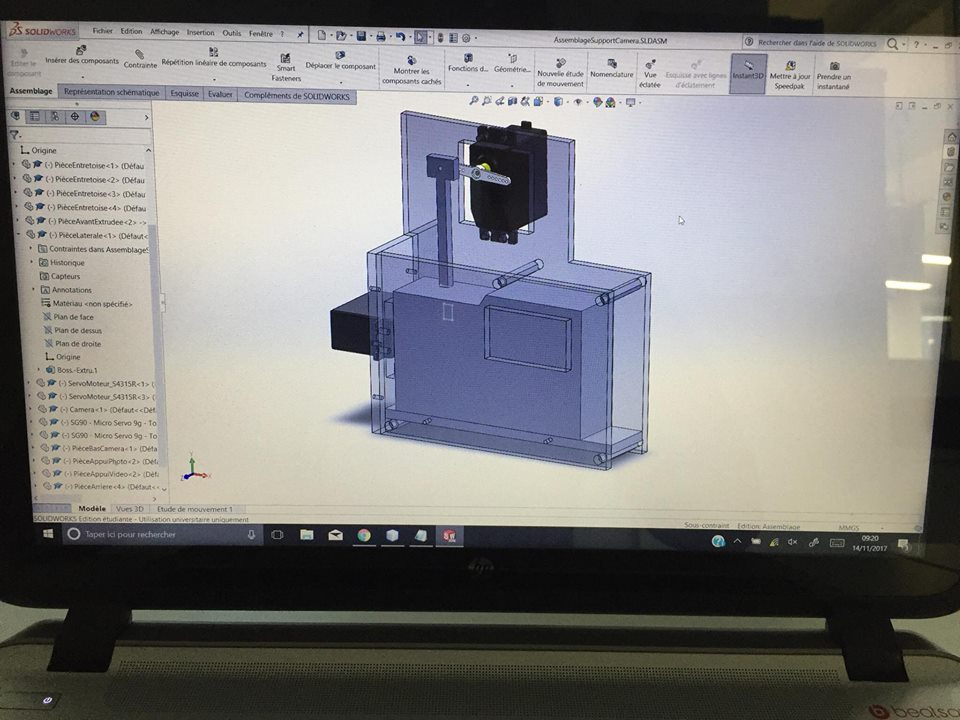 SOLIDWORKS Fichier Edition Affichage Insertion Outils Fenêtre ? AssemblageSupportCamera.SLDASM Rechercher dans l'aide de SOLIDWORKS
Editer le composant
Insérer des composants
Contrainte
Répétition linéaire de composants
Smart Fasteners
Déplacer le composant
Montrer les composants cachés
Fonctions d...
Géométrie...
Nouvelle étude de mouvement
Nomenclature
Vue éclatée
Esquisse avec lignes d'éclatement
Instant3D
Mettre à jour Speedpak
Prendre un instantané
Assemblage Représentation schématique Esquisse Evaluer Compléments de SOLIDWORKS
Origine
(-) PièceEntretoise<1> (Défau
(-) PièceEntretoise<2> (Défau
(-) PièceEntretoise<3> (Défau
(-) PièceEntretoise<4> (Défau
(-) PièceAvantExtrudee<2> ->
(-) PièceLaterale<1> (Défaut<
Contraintes dans AssemblageS
Historique
Capteurs
Annotations
Matériau <non spécifié>
Plan de face
Plan de dessus
Plan de droite
Origine
Boss.-Extru.1
(-) ServoMoteur_S4315R<1> (
(-) ServoMoteur_S4315R<3> (
(-) Camera<1> (Défaut<<Déf
(-) SG90 - Micro Servo 9g - To
(-) SG90 - Micro Servo 9g - To
(-) PièceBasCamera<1> (Défa
(-) PièceAppuiPhoto<2> (Défa
(-) PièceAppuiVideo<2> (Défa
(-) PièceArriere<4> (Défaut<<
Modèle Vues 3D Etude de mouvement 1
SOLIDWORKS Edition étudiante - Utilisation universitaire uniquement Sous-contraint Edition: Assemblage MMGS
Taper ici pour rechercher 09:20
14/11/2017
hp
beatsa